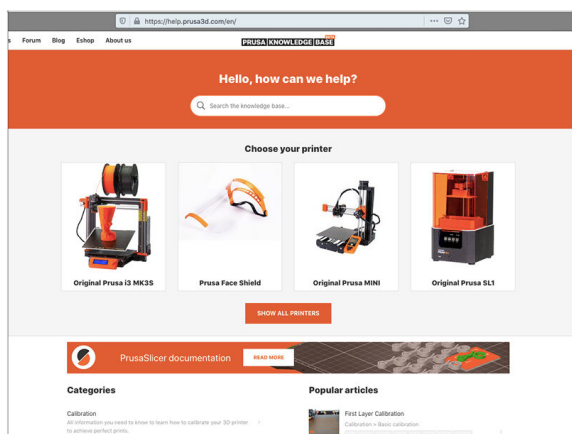 https://help.prusa3d.com/en/
s Forum Blog Eshop About us
PRUSA KNOWLEDGE BASE
Hello, how can we help?
Search the knowledge base...
Choose your printer
Original Prusa i3 MK3S
Prusa Face Shield
Original Prusa MINI
Original Prusa SL1
SHOW ALL PRINTERS
PrusaSlicer documentation
READ MORE
Categories
Popular articles
Calibration
All information you need to know to learn how to calibrate your 3D printer
to achieve perfect prints.
First Layer Calibration
Calibration > Basic calibration